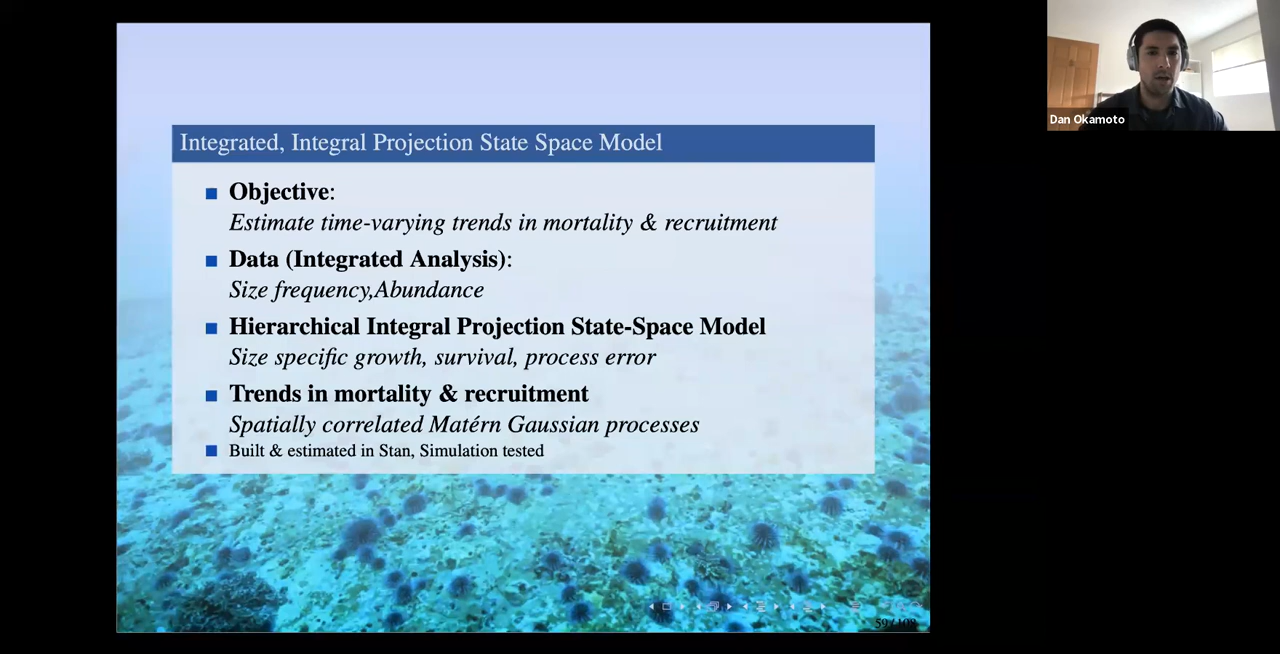 Integrated, Integral Projection State Space Model
Objective:
Estimate time-varying trends in mortality & recruitment
Data (Integrated Analysis):
Size frequency,Abundance
Hierarchical Integral Projection State-Space Model
Size specific growth, survival, process error
Trends in mortality & recruitment
Spatially correlated Matérn Gaussian processes
Built & estimated in Stan, Simulation tested
59 / 108
Dan Okamoto